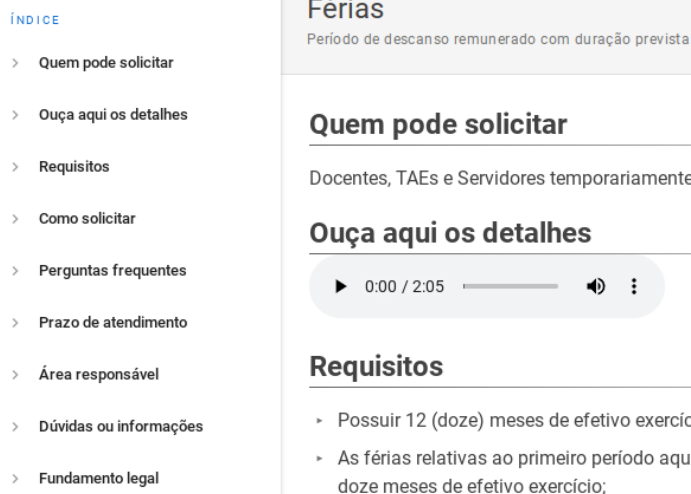 ÍNDICE
Quem pode solicitar
Ouça aqui os detalhes
Requisitos
Como solicitar
Perguntas frequentes
Prazo de atendimento
Área responsável
Dúvidas ou informações
Fundamento legal
Férias
Período de descanso remunerado com duração prevista
Quem pode solicitar
Docentes, TAEs e Servidores temporariamente
Ouça aqui os detalhes
0:00 / 2:05
Requisitos
Possuir 12 (doze) meses de efetivo exercíc
As férias relativas ao primeiro período aqu
doze meses de efetivo exercício;